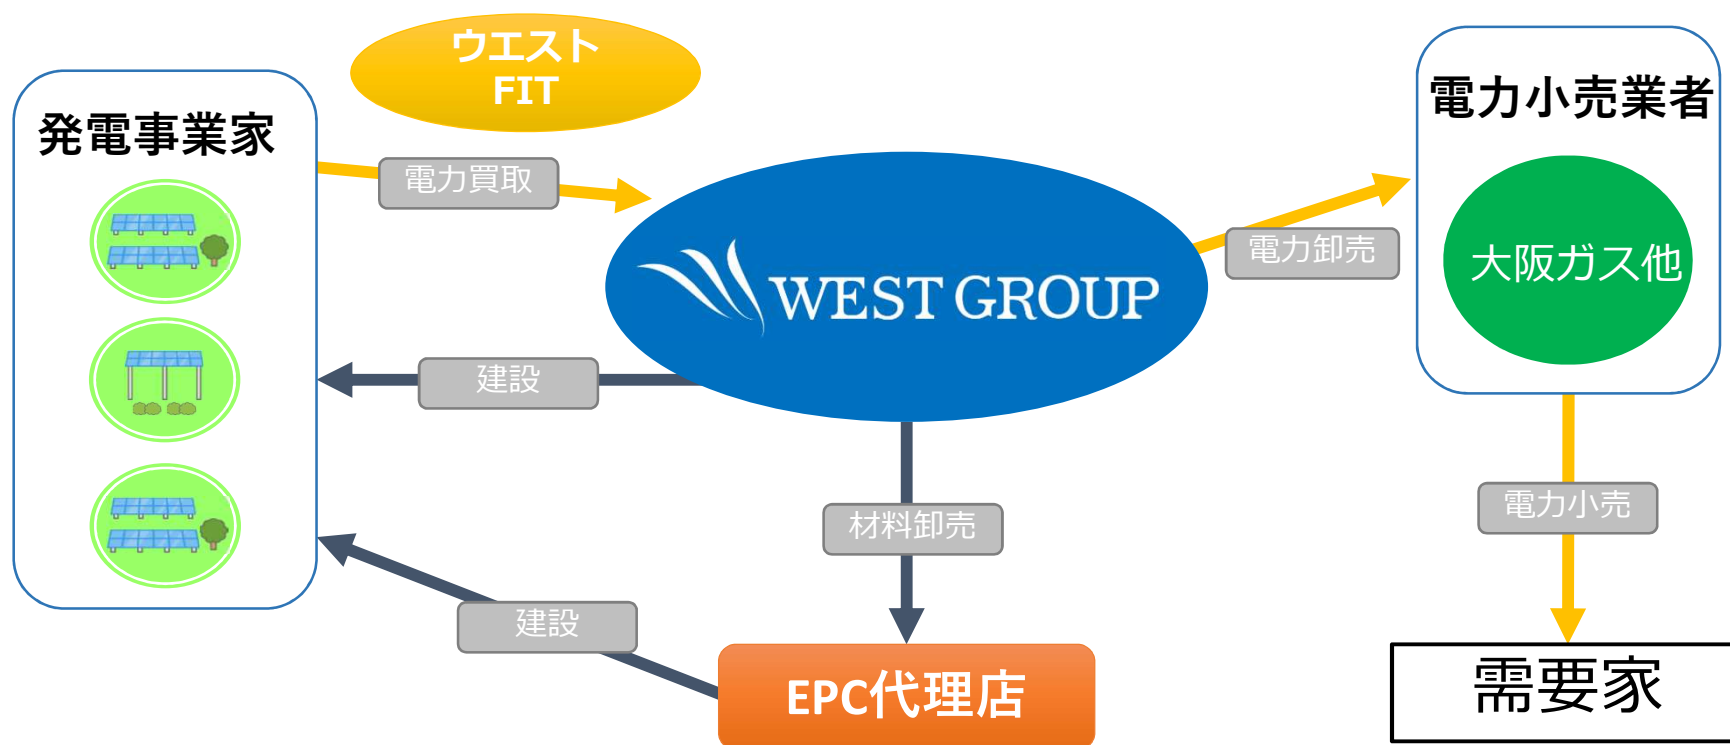 ウエスト
FIT
発電事業家
電力買取
電力小売業者
電力卸売
大阪ガス他
WEST GROUP
建設
電力小売
材料卸売
建設
EPC代理店
需要家